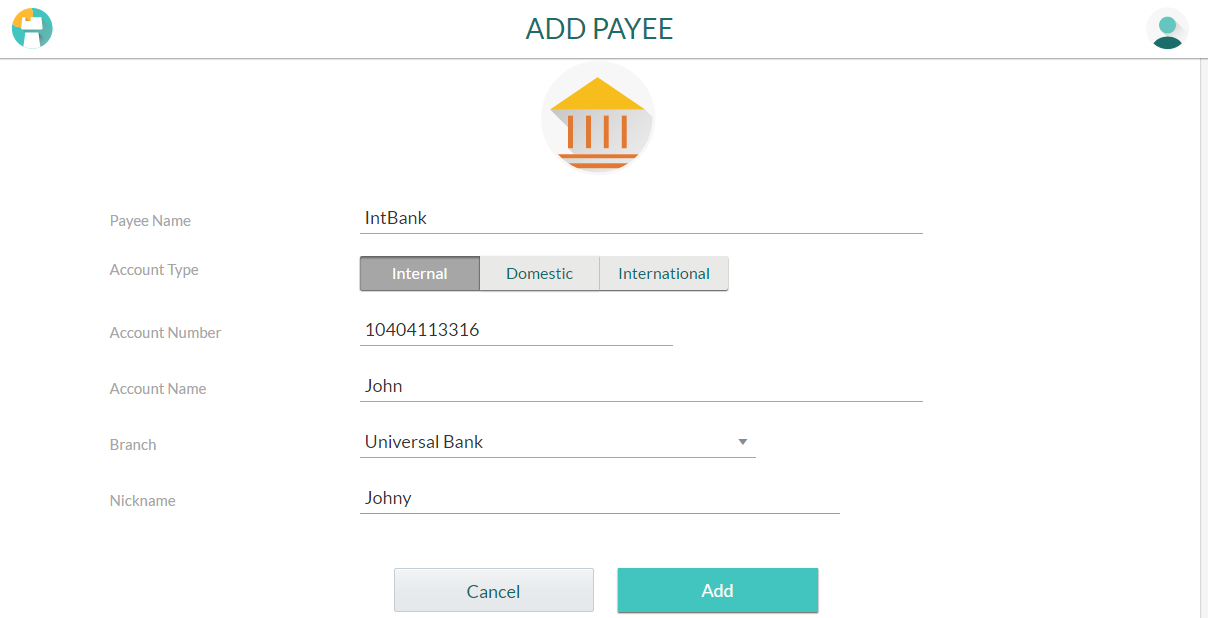 ADD PAYEE
Payee Name IntBank
Account Type Internal Domestic International
Account Number 10404113316
Account Name John
Branch Universal Bank
Nickname Johny
Cancel Add